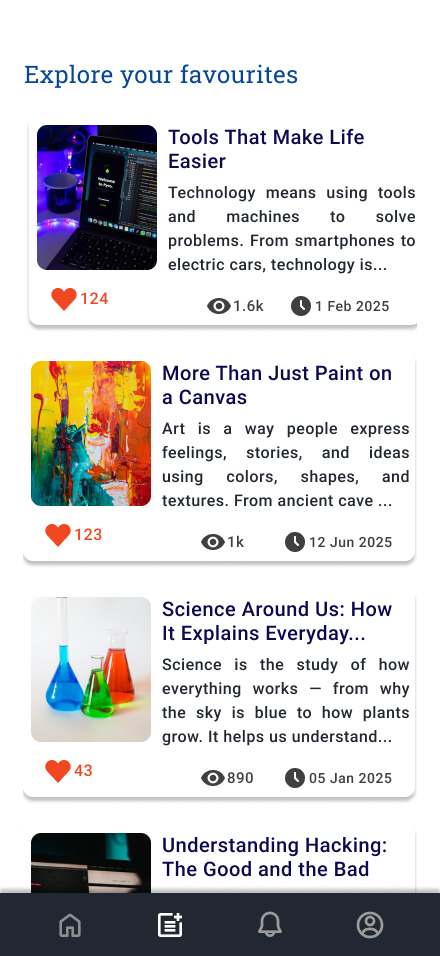 Explore your favourites
Tools That Make Life
Easier
Technology means using tools
and machines to solve
problems. From smartphones to
electric cars, technology is...
124
1.6k
1 Feb 2025
More Than Just Paint on
a Canvas
Art is a way people express
feelings, stories, and ideas
using colors, shapes, and
textures. From ancient cave ...
123
1k
12 Jun 2025
Science Around Us: How
It Explains Everyday...
Science is the study of how
everything works — from why
the sky is blue to how plants
grow. It helps us understand...
43
890
05 Jan 2025
Understanding Hacking:
The Good and the Bad